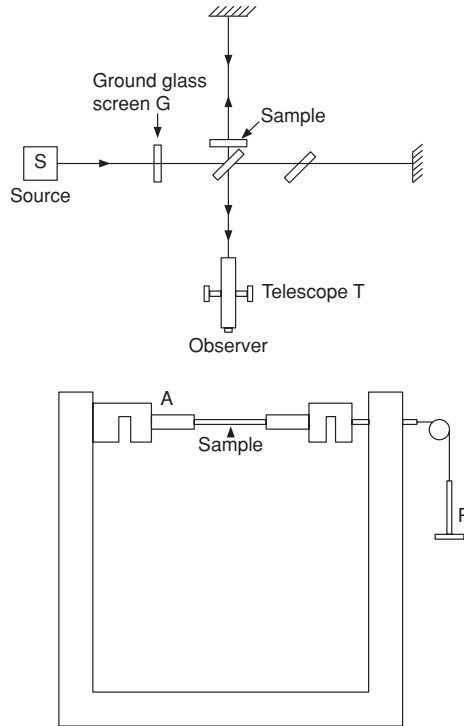 Ground glass
screen G
Sample
S
Source
Telescope T
Observer
A
Sample